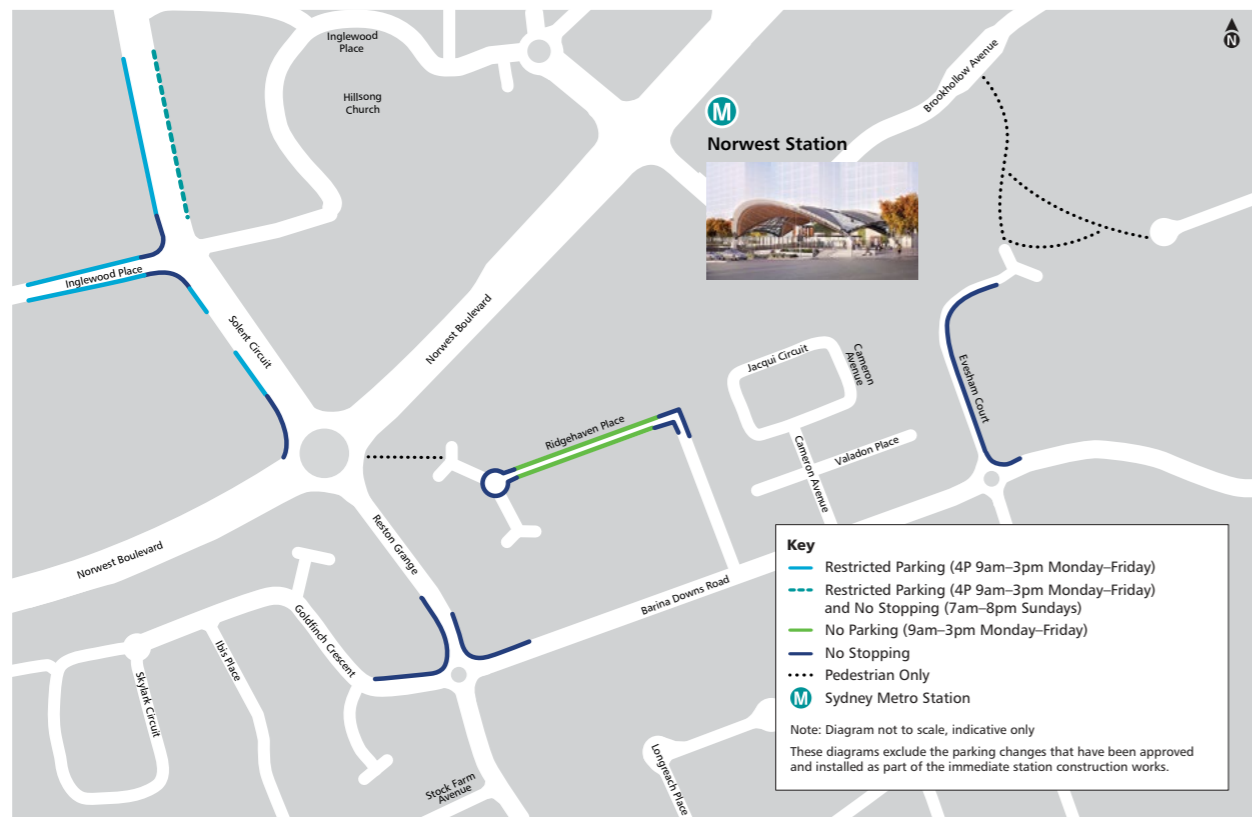 Inglewood
Place
N
Hillsong
Church
Brookhollow Avenue
M
Norwest Station
Inglewood Place
Solent Circuit
Norwest Boulevard
Jacqui Circuit
Cameron
Avenue
Evesham Court
Ridgehaven Place
Cameron Avenue
Valadon Place
Reston Grange
Norwest Boulevard
Barina Downs Road
Goldfinch Crescent
Ibis Place
Skylark Circuit
Stock Farm
Avenue
Longreach Place
Key
Restricted Parking (4P 9am–3pm Monday–Friday)
Restricted Parking (4P 9am–3pm Monday–Friday)
and No Stopping (7am–8pm Sundays)
No Parking (9am–3pm Monday–Friday)
No Stopping
Pedestrian Only
M Sydney Metro Station
Note: Diagram not to scale, indicative only
These diagrams exclude the parking changes that have been approved
and installed as part of the immediate station construction works.